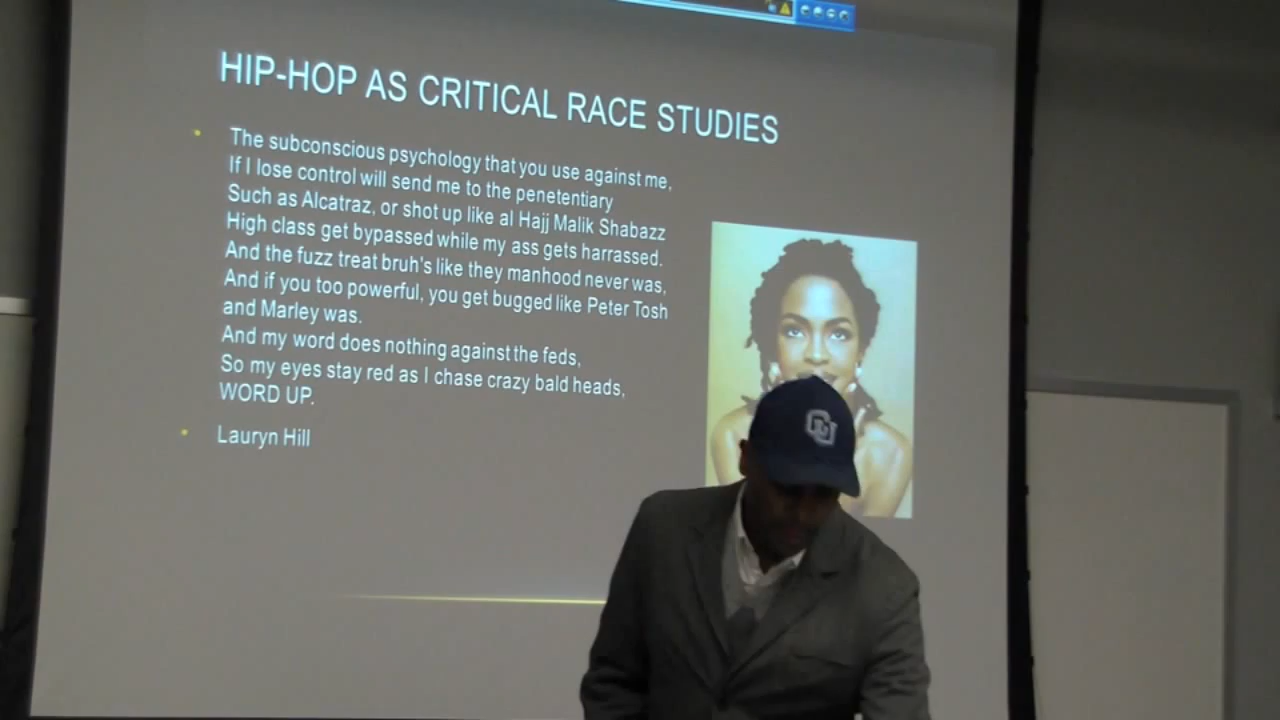 HIP-HOP AS CRITICAL RACE STUDIES
The subconscious psychology that you use against me,
If I lose control will send me to the penetentiary
Such as Alcatraz, or shot up like al Hajj Malik Shabazz
High class get bypassed while my ass gets harrassed.
And the fuzz treat bruh's like they manhood never was,
And if you too powerful, you get bugged like Peter Tosh
and Marley was.
And my word does nothing against the feds,
So my eyes stay red as I chase crazy bald heads,
WORD UP.
Lauryn Hill